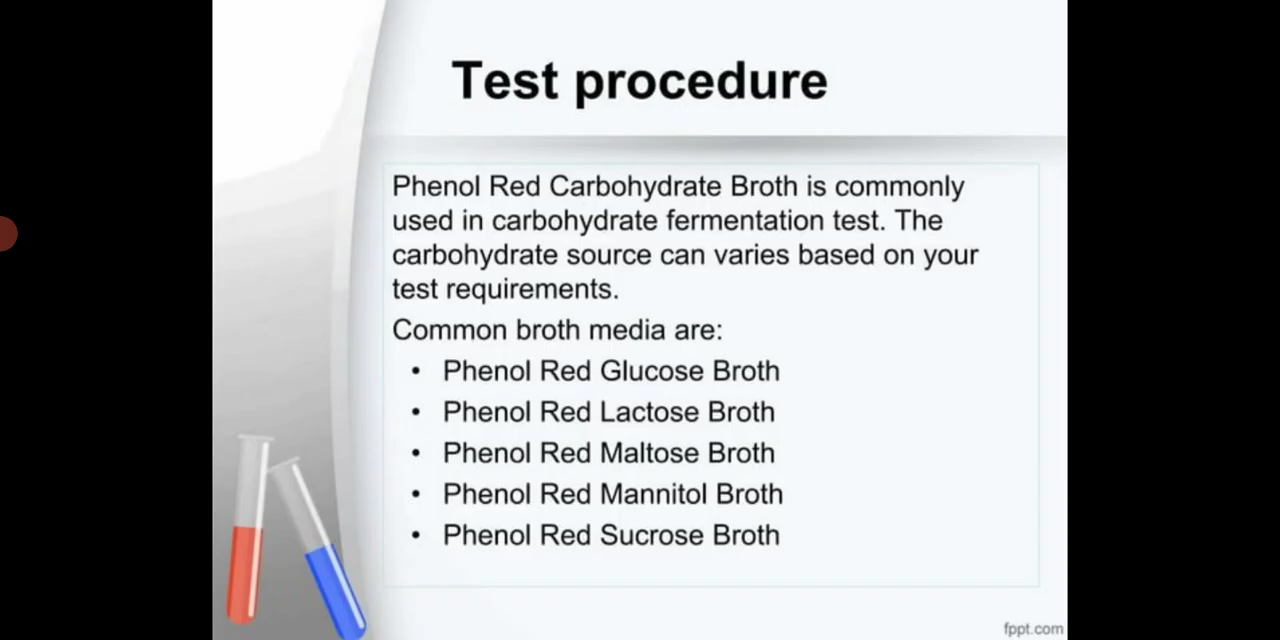 Test procedure
Phenol Red Carbohydrate Broth is commonly
used in carbohydrate fermentation test. The
carbohydrate source can varies based on your
test requirements.
Common broth media are:
• Phenol Red Glucose Broth
• Phenol Red Lactose Broth
• Phenol Red Maltose Broth
• Phenol Red Mannitol Broth
• Phenol Red Sucrose Broth
fppt.com